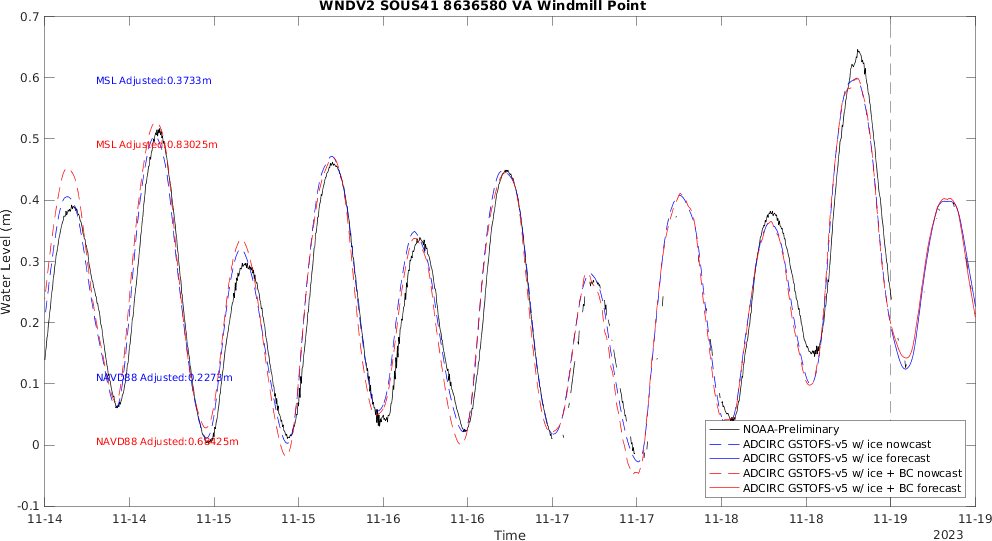 WNDV2 SOUS41 8636580 VA Windmill Point
0.7
0.6
0.5
0.4
0.3
0.2
0.1
0
-0.1
Water Level (m)
MSL Adjusted:0.3733m
MSL Adjusted:0.83025m
NAVD88 Adjusted:0.2273m
NAVD88 Adjusted:0.68425m
NOAA-Preliminary
ADCIRC GSTOFS-v5 w/ ice nowcast
ADCIRC GSTOFS-v5 w/ ice forecast
ADCIRC GSTOFS-v5 w/ ice + BC nowcast
ADCIRC GSTOFS-v5 w/ ice + BC forecast
11-14 11-14 11-15 11-15 11-16 11-16 11-17 11-17 11-18 11-18 11-19 11-19
Time
2023